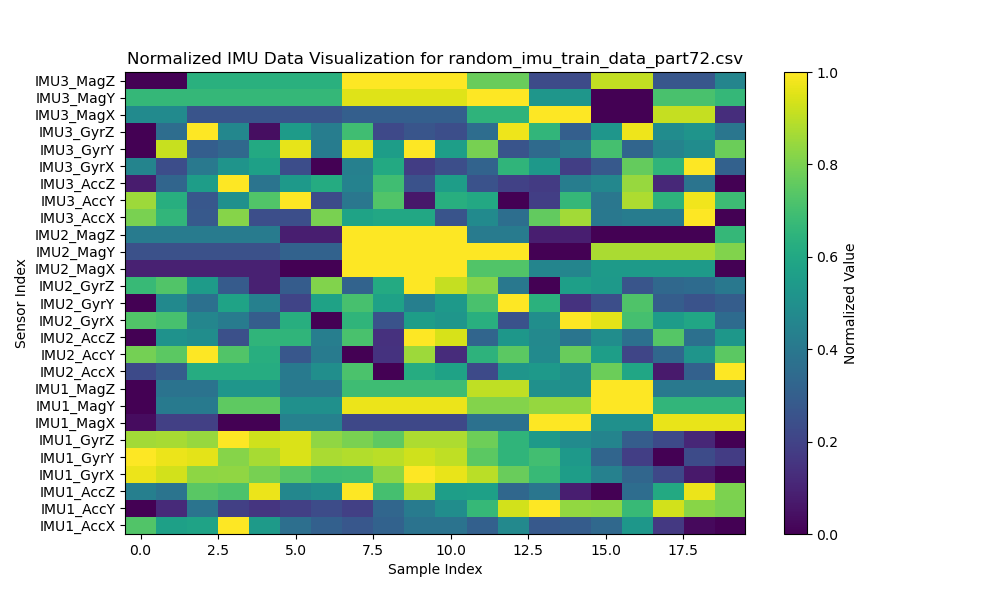 Normalized IMU Data Visualization for random_imu_train_data_part72.csv
IMU3_MagZ
IMU3_MagY
IMU3_MagX
IMU3_GyrZ
IMU3_GyrY
IMU3_GyrX
IMU3_AccZ
IMU3_AccY
IMU3_AccX
IMU2_MagZ
IMU2_MagY
IMU2_MagX
IMU2_GyrZ
IMU2_GyrY
IMU2_GyrX
IMU2_AccZ
IMU2_AccY
IMU2_AccX
IMU1_MagZ
IMU1_MagY
IMU1_MagX
IMU1_GyrZ
IMU1_GyrY
IMU1_GyrX
IMU1_AccZ
IMU1_AccY
IMU1_AccX
Sensor Index
0.0 2.5 5.0 7.5 10.0 12.5 15.0 17.5
Sample Index
1.0
0.8
0.6
0.4
0.2
0.0
Normalized Value